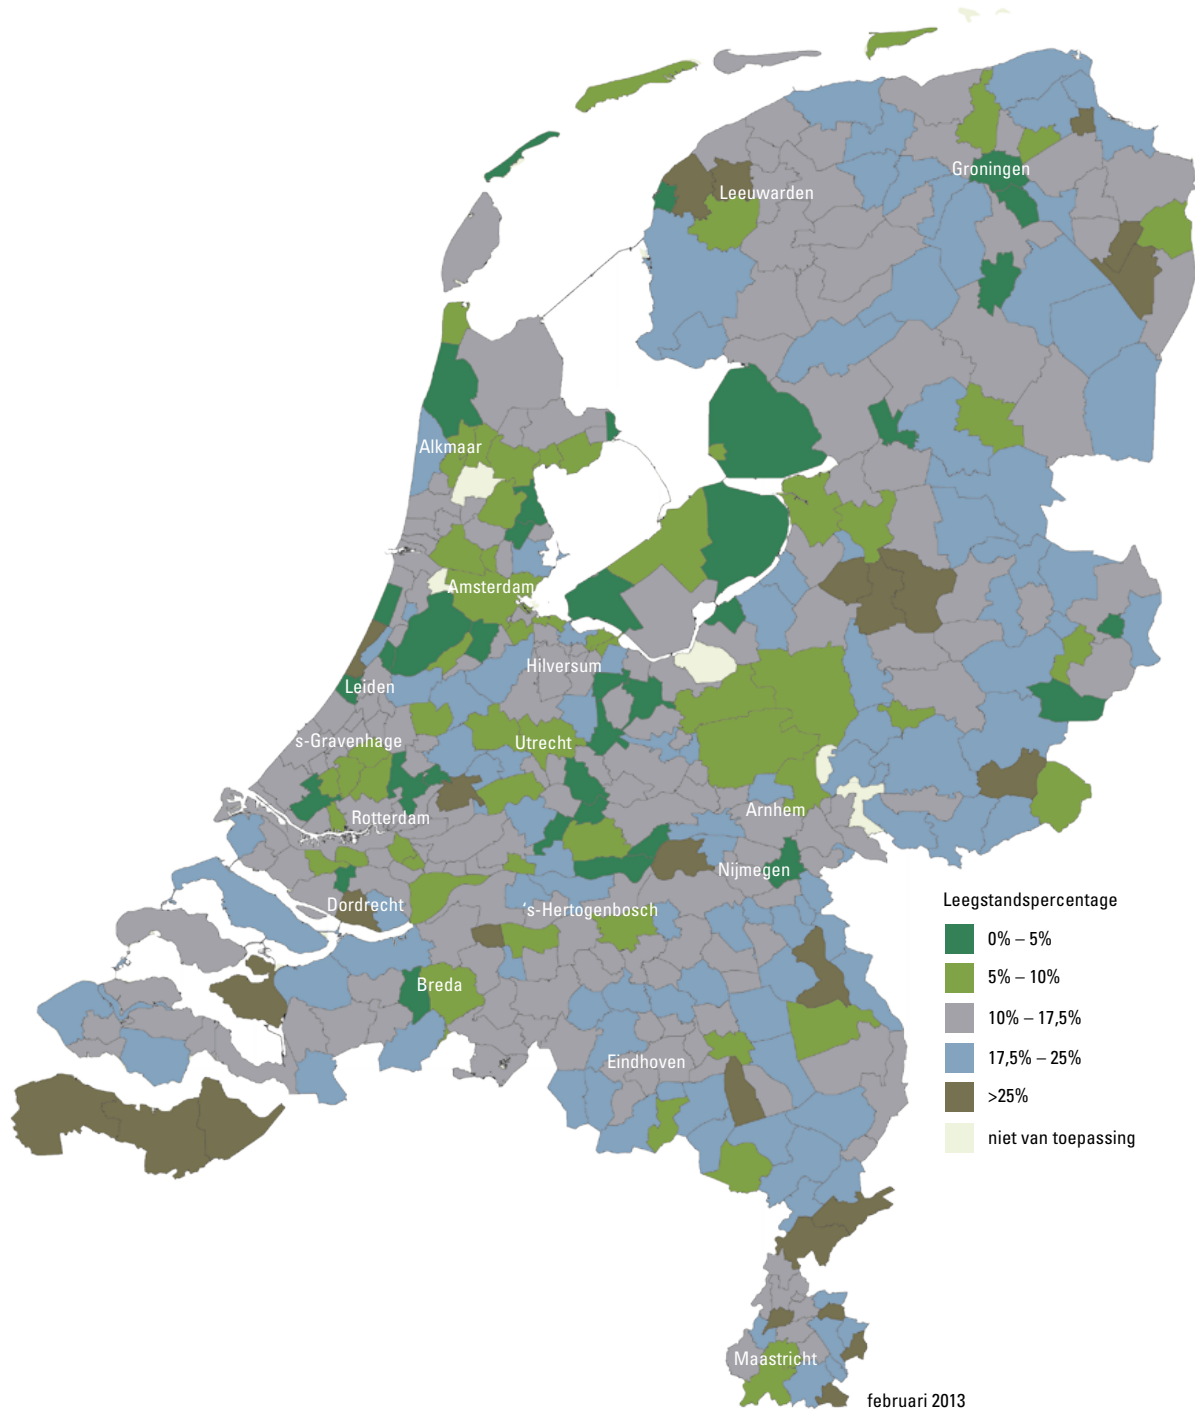 Groningen
Leeuwarden
Alkmaar
Amsterdam
Hilversum
Leiden
s-Gravenhage
Utrecht
Arnhem
Rotterdam
Nijmegen
Dordrecht
‘s-Hertogenbosch
Breda
Eindhoven
Maastricht
Leegstandspercentage
0% – 5%
5% – 10%
10% – 17,5%
17,5% – 25%
>25%
niet van toepassing
februari 2013